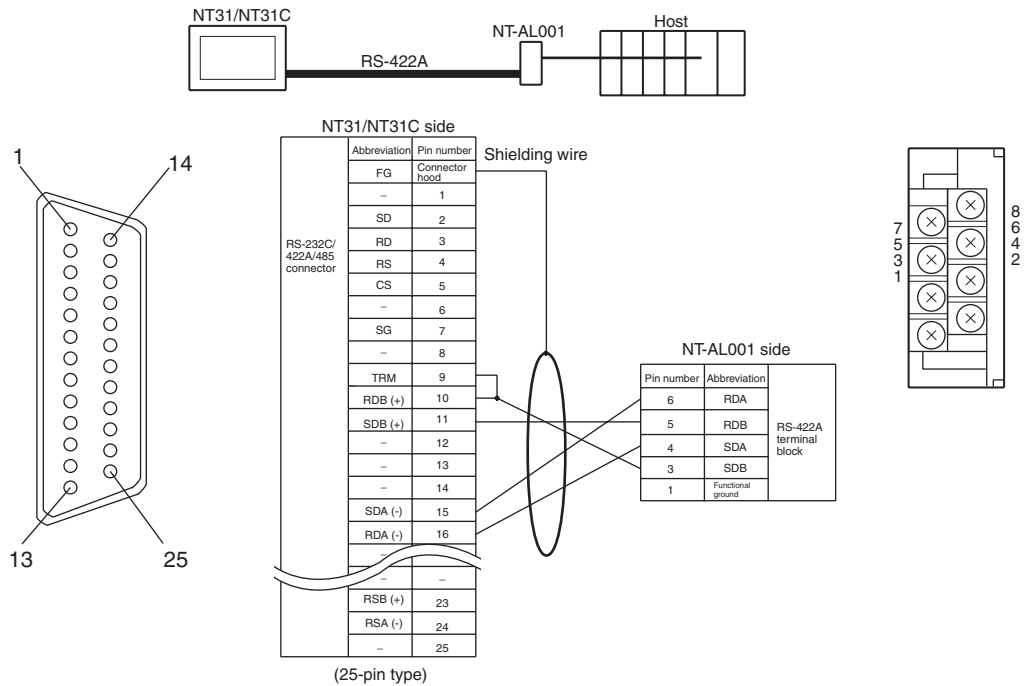 NT31/NT31C
NT-AL001
Host
RS-422A
NT31/NT31C side
Abbreviation Pin number
FG Connector hood
– 1
SD 2
RD 3
RS 4
CS 5
– 6
SG 7
– 8
TRM 9
RDB (+) 10
SDB (+) 11
– 12
– 13
– 14
SDA (-) 15
RDA (-) 16
–
– –
RSB (+) 23
RSA (-) 24
– 25
RS-232C/
422A/485
connector
(25-pin type)
Shielding wire
1
14
13
25
NT-AL001 side
Pin number Abbreviation
6 RDA
5 RDB
4 SDA
3 SDB
1 Functional ground
RS-422A
terminal
block
7
5
3
1
8
6
4
2